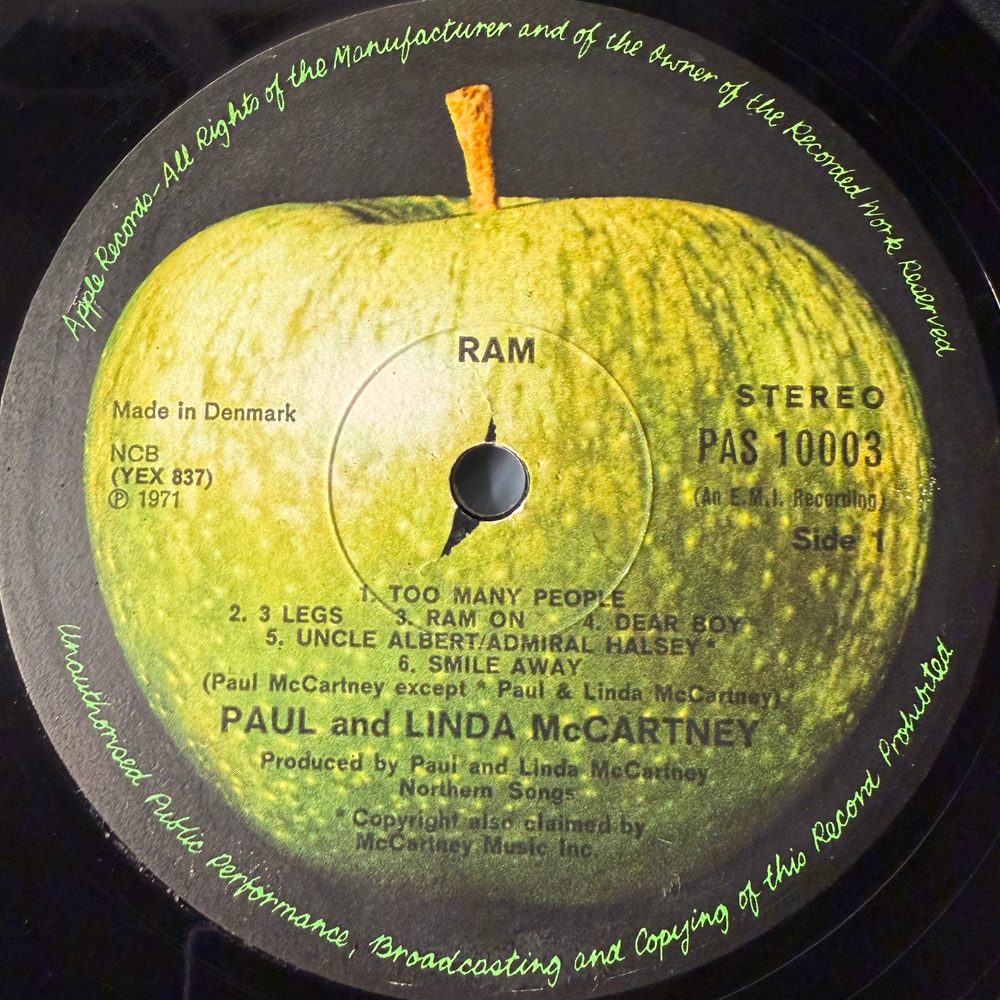 Apple Records-All Rights of the Manufacturer and of the Owner of the Recorded Work Reserved
RAM
Made in Denmark
NCB
(YEX 837)
℗ 1971
STEREO
PAS 10003
(An E.M.I. Recording)
Side 1
1. TOO MANY PEOPLE
2. 3 LEGS 3. RAM ON 4. DEAR BOY
5. UNCLE ALBERT/ADMIRAL HALSEY*
6. SMILE AWAY
(Paul McCartney except * Paul & Linda McCartney)
PAUL and LINDA McCARTNEY
Produced by Paul and Linda McCartney
Northern Songs
* Copyright also claimed by
McCartney Music Inc.
Unauthorised Public Performance, Broadcasting and Copying of this Record Prohibited